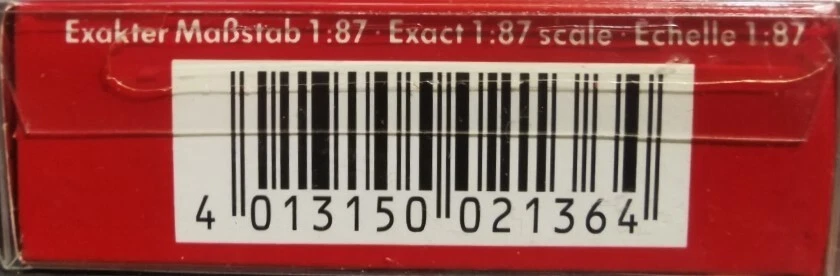 Exakter Maßstab 1:87 · Exact 1:87 scale · Echelle 1:87
4 013150 021364